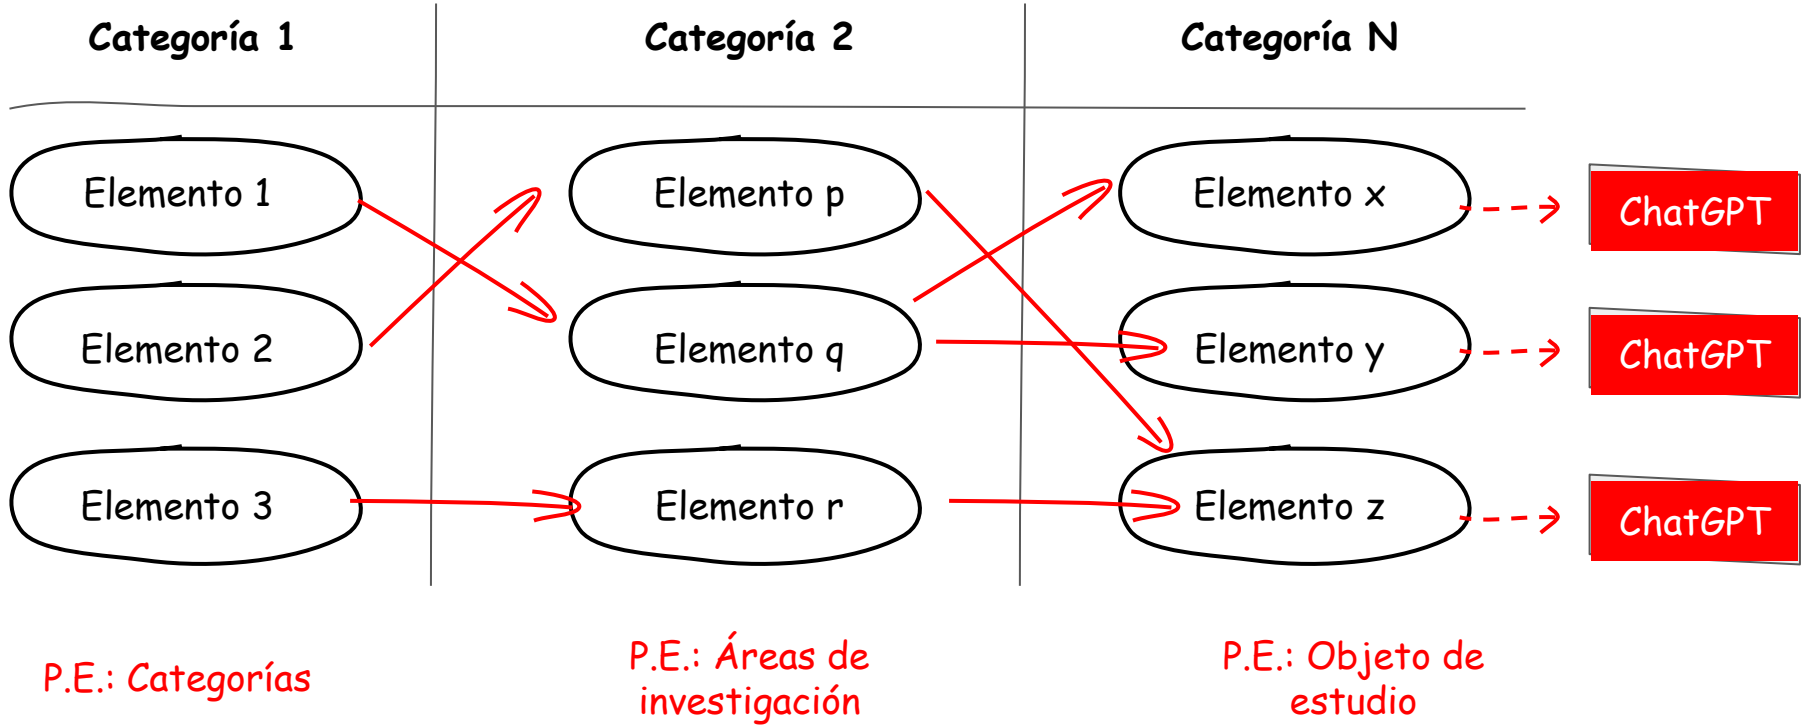 Categoría 1
Categoría 2
Categoría N
Elemento 1
Elemento p
Elemento x
ChatGPT
Elemento 2
Elemento q
Elemento y
ChatGPT
Elemento 3
Elemento r
Elemento z
ChatGPT
P.E.: Categorías
P.E.: Áreas de
investigación
P.E.: Objeto de
estudio